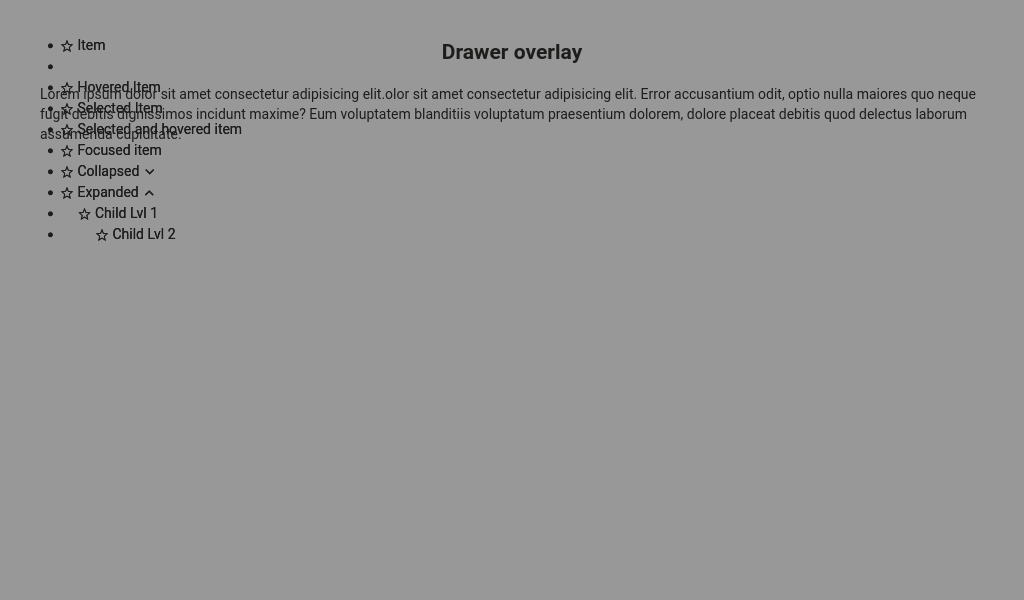 Item
Drawer overlay
Hovered Item
Lorem ipsum dolor sit amet consectetur adipisicing elit.olor sit amet consectetur adipisicing elit. Error accusantium odit, optio nulla maiores quo neque
Selected Item
fugit debitis dignissimos incidunt maxime? Eum voluptatem blanditiis voluptatum praesentium dolorem, dolore placeat debitis quod delectus laborum
Selected and hovered item
assumenda cupiditate.
Focused item
Collapsed
Expanded
Child Lvl 1
Child Lvl 2